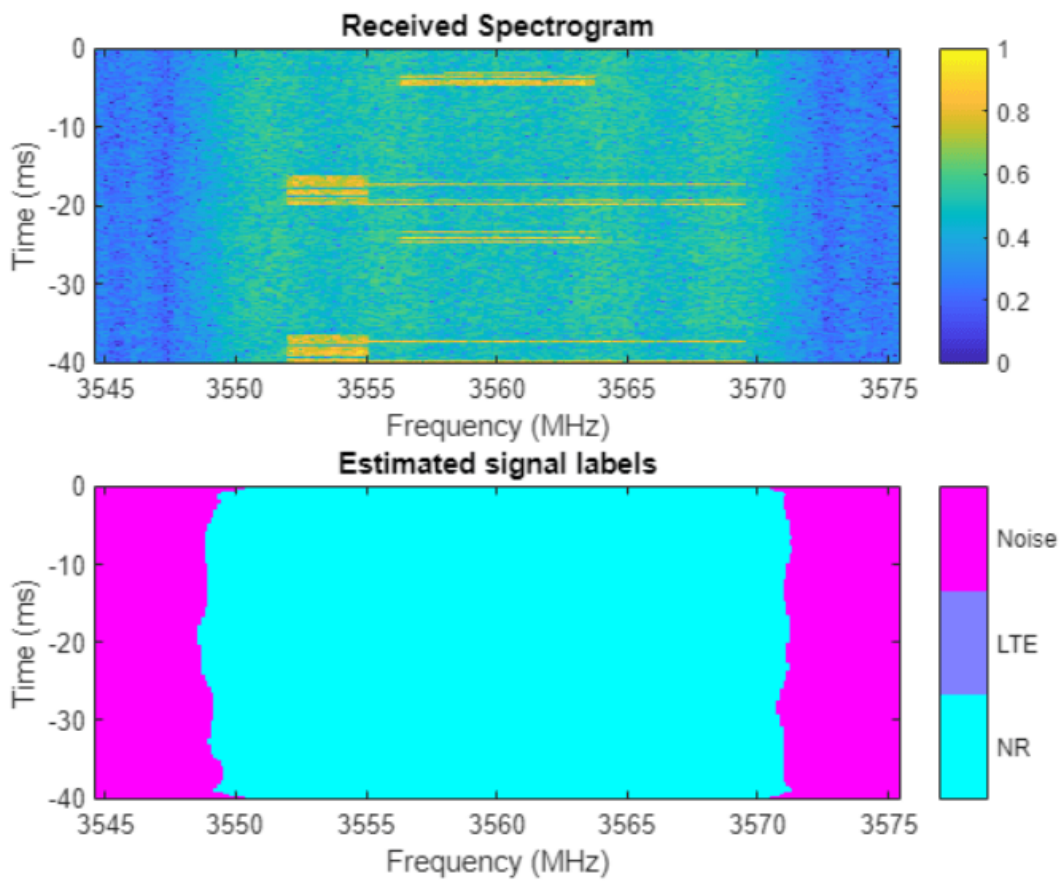 Received Spectrogram
0
-10
-20
-30
-40
Time (ms)
3545 3550 3555 3560 3565 3570 3575
Frequency (MHz)
1
0.8
0.6
0.4
0.2
0
Estimated signal labels
0
-10
-20
-30
-40
Time (ms)
3545 3550 3555 3560 3565 3570 3575
Frequency (MHz)
Noise
LTE
NR